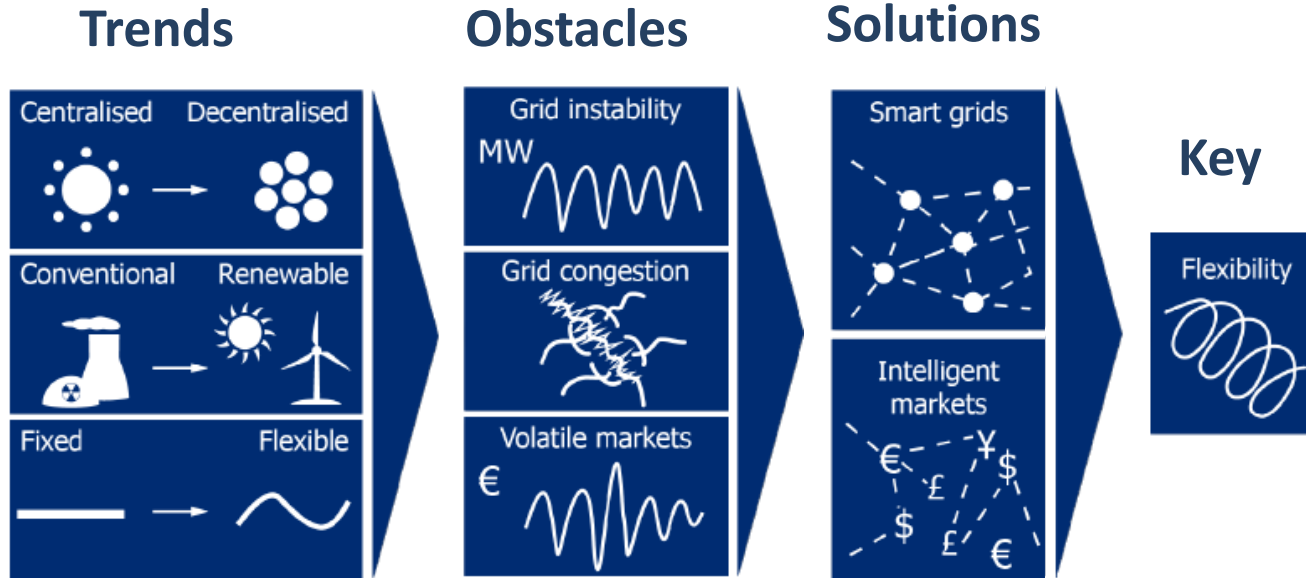 Trends
Obstacles
Solutions
Key
Centralised Decentralised
Conventional Renewable
Fixed Flexible
Grid instability
MW
Grid congestion
Volatile markets
€
Smart grids
Intelligent
markets
€ ¥ $
£
$ £ €
Flexibility